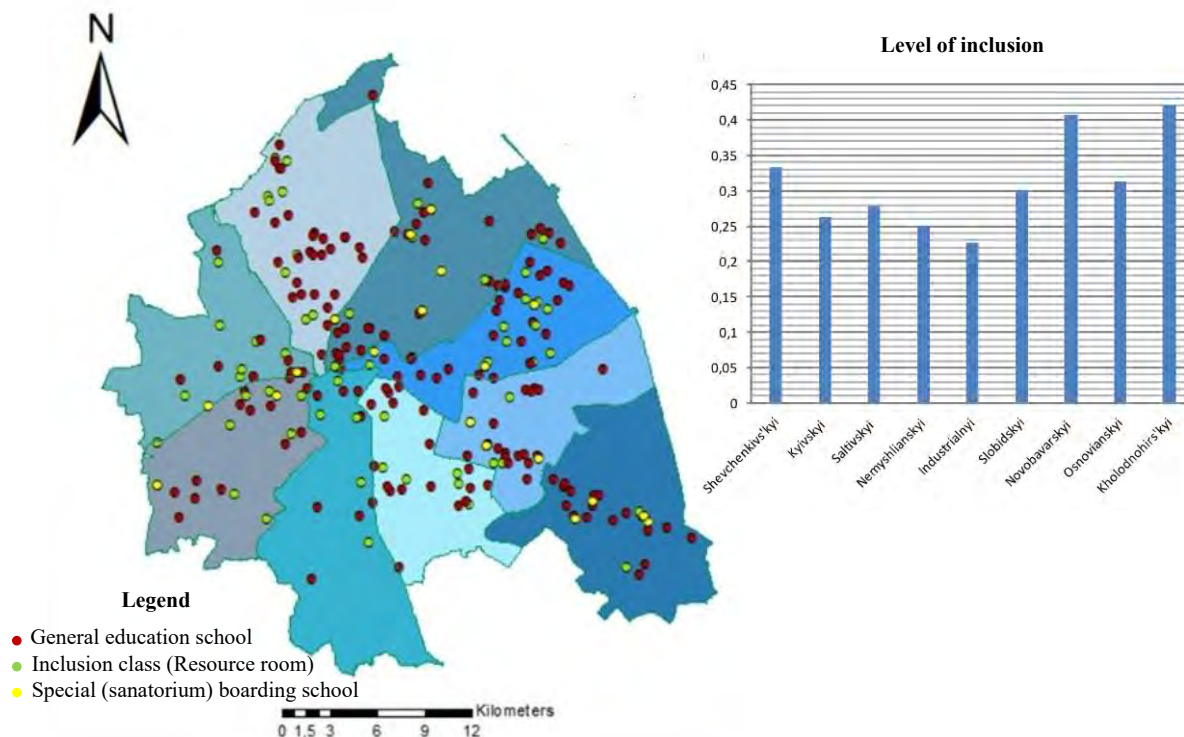 N
Legend
General education school
Inclusion class (Resource room)
Special (sanatorium) boarding school
Kilometers
0 1,5 3 6 9 12
Level of inclusion
0,45
0,4
0,35
0,3
0,25
0,2
0,15
0,1
0,05
0
Shevchenkivs'kyi
Kyivskyi
Saltivskyi
Nemyshlianskyi
Industrialnyi
Slobidskyi
Novobavarskyi
Osnovianskyi
Kholodnohirs'kyi